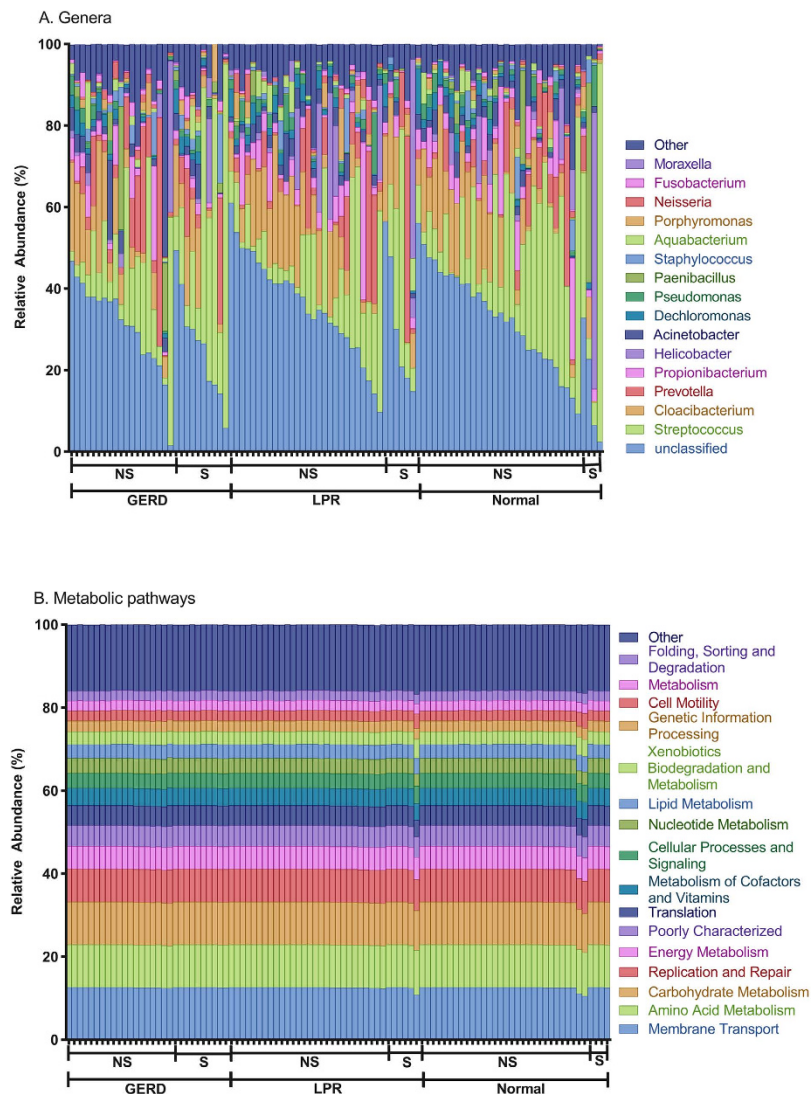 A. Genera
100
80
60
40
20
0
Relative Abundance (%)
NS
S
NS
S
NS
S
GERD
LPR
Normal
Other
Moraxella
Fusobacterium
Neisseria
Porphyromonas
Aquabacterium
Staphylococcus
Paenibacillus
Pseudomonas
Dechloromonas
Acinetobacter
Helicobacter
Propionibacterium
Prevotella
Cloacibacterium
Streptococcus
unclassified
B. Metabolic pathways
100
80
60
40
20
0
Relative Abundance (%)
NS
S
NS
S
NS
S
GERD
LPR
Normal
Other
Folding, Sorting and
Degradation
Metabolism
Cell Motility
Genetic Information
Processing
Xenobiotics
Biodegradation and
Metabolism
Lipid Metabolism
Nucleotide Metabolism
Cellular Processes and
Signaling
Metabolism of Cofactors
and Vitamins
Translation
Poorly Characterized
Energy Metabolism
Replication and Repair
Carbohydrate Metabolism
Amino Acid Metabolism
Membrane Transport